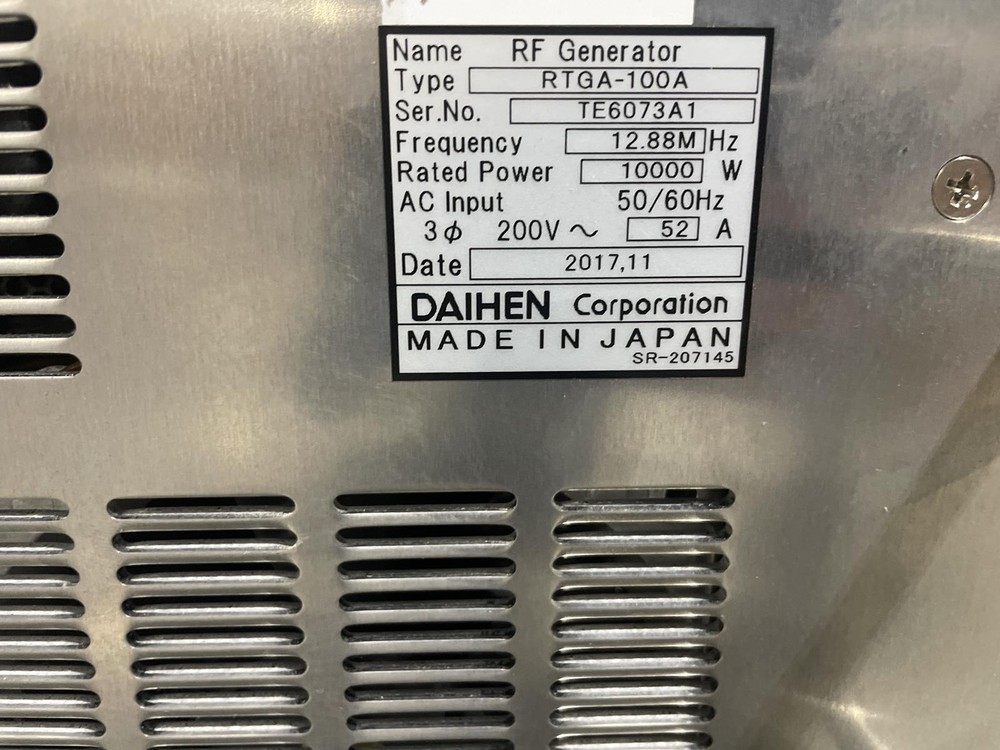 Name RF Generator
Type RTGA-100A
Ser.No. TE6073A1
Frequency 12.88M Hz
Rated Power 10000 W
AC Input 50/60Hz
3φ 200V ~ 52 A
Date 2017,11
DAIHEN Corporation
MADE IN JAPAN
SR-207145